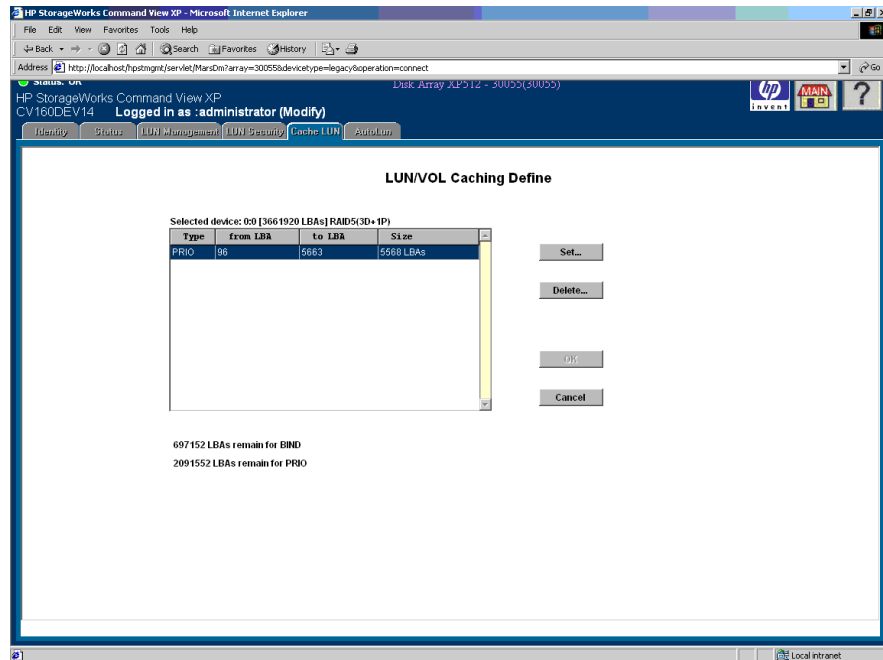 HP StorageWorks Command View XP - Microsoft Internet Explorer
File Edit View Favorites Tools Help
Back Search Favorites History
Address http://localhost/hpstmgmt/servlet/MarsDm?array=30055&devicetype=legacy&operation=connect Go
Status: OK Disk Array XP512 - 30055(30055)
HP StorageWorks Command View XP
CV160DEV14 Logged in as :administrator (Modify)
hp invent MAIN ?
Identity Status LUN Management LUN Security Cache LUN AutoLun
LUN/VOL Caching Define
Selected device: 0:0 [3661920 LBAs] RAID5(3D+1P)
Type from LBA to LBA Size
PRIO 96 5663 5568 LBAs
Set...
Delete...
OK
Cancel
697152 LBAs remain for BIND
2091552 LBAs remain for PRIO
Local intranet